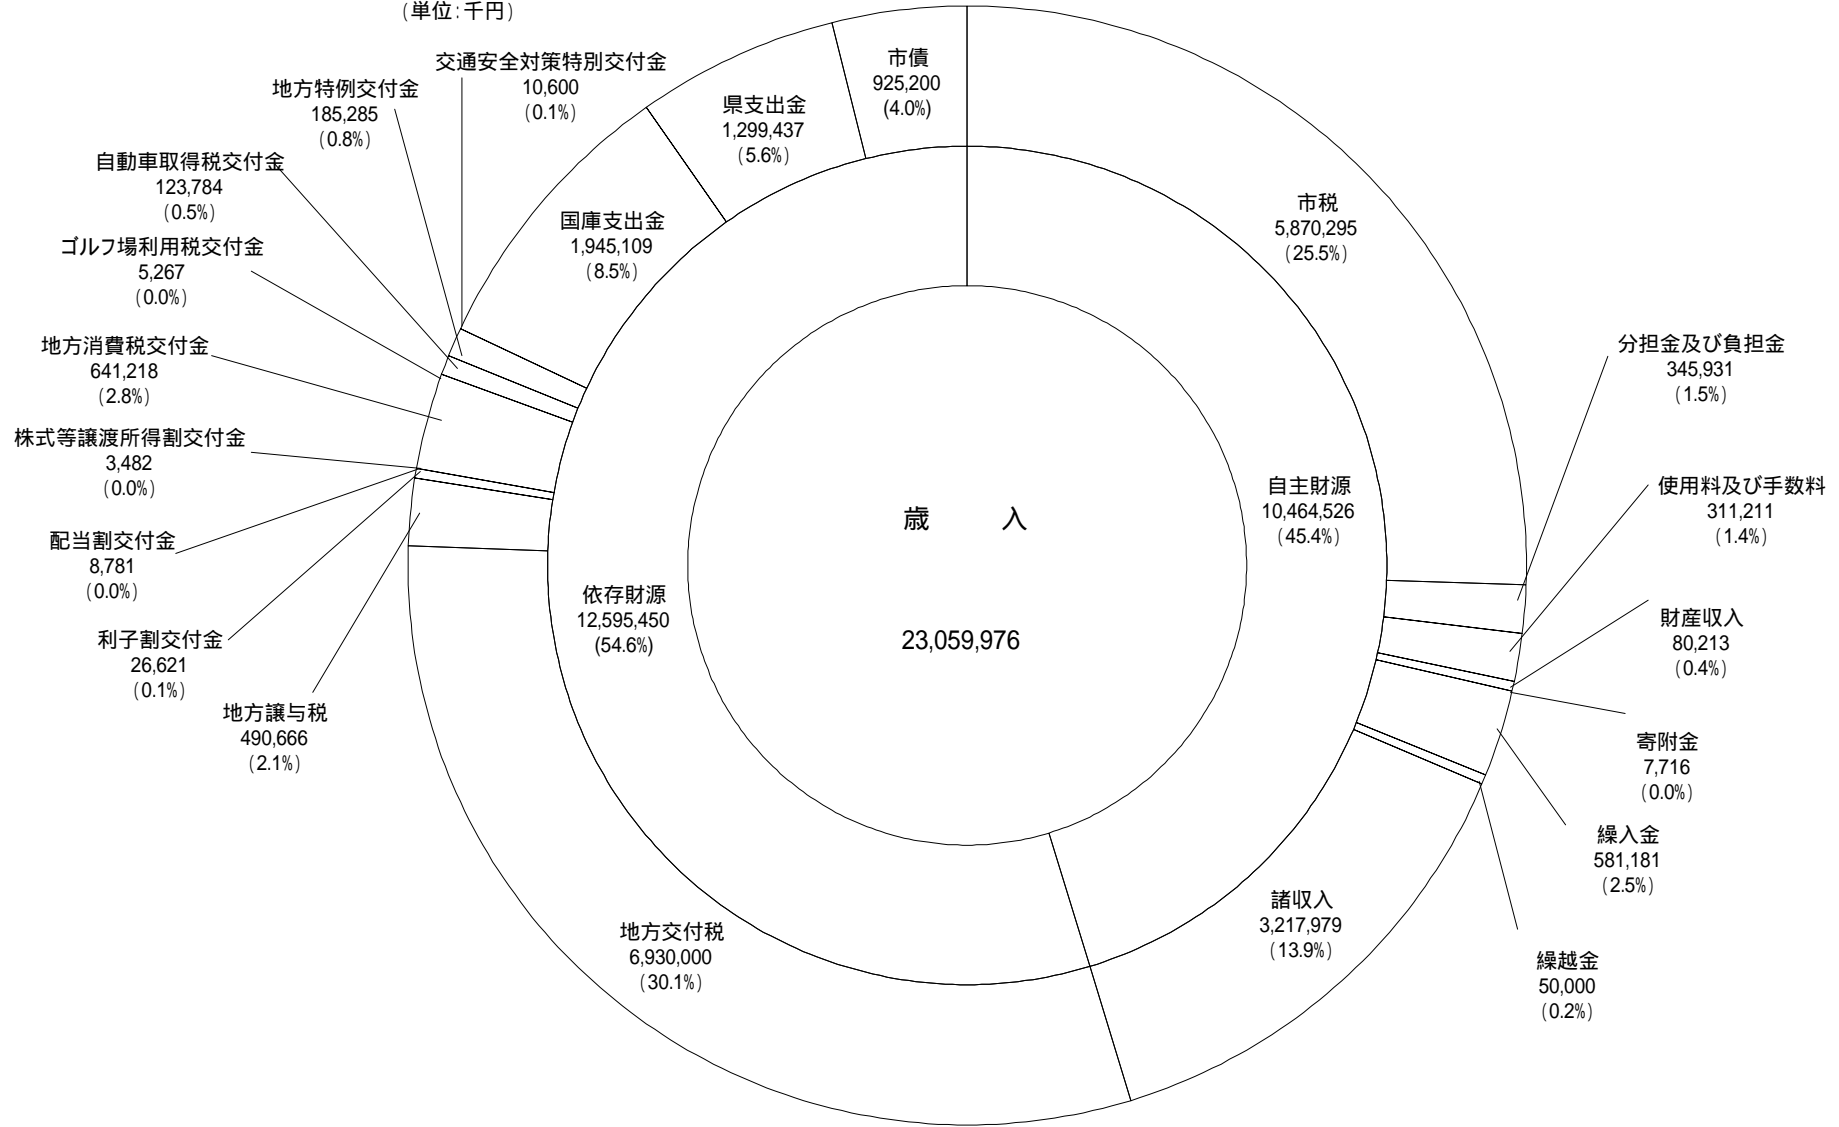 （単位：千円）
市債
925,200
(4.0%)
県支出金
1,299,437
(5.6%)
交通安全対策特別交付金
10,600
(0.1%)
地方特例交付金
185,285
(0.8%)
自動車取得税交付金
123,784
(0.5%)
ゴルフ場利用税交付金
5,267
(0.0%)
地方消費税交付金
641,218
(2.8%)
株式等譲渡所得割交付金
3,482
(0.0%)
配当割交付金
8,781
(0.0%)
利子割交付金
26,621
(0.1%)
地方譲与税
490,666
(2.1%)
国庫支出金
1,945,109
(8.5%)
市税
5,870,295
(25.5%)
分担金及び負担金
345,931
(1.5%)
使用料及び手数料
311,211
(1.4%)
財産収入
80,213
(0.4%)
寄附金
7,716
(0.0%)
繰入金
581,181
(2.5%)
繰越金
50,000
(0.2%)
諸収入
3,217,979
(13.9%)
地方交付税
6,930,000
(30.1%)
自主財源
10,464,526
(45.4%)
依存財源
12,595,450
(54.6%)
歳　入
23,059,976